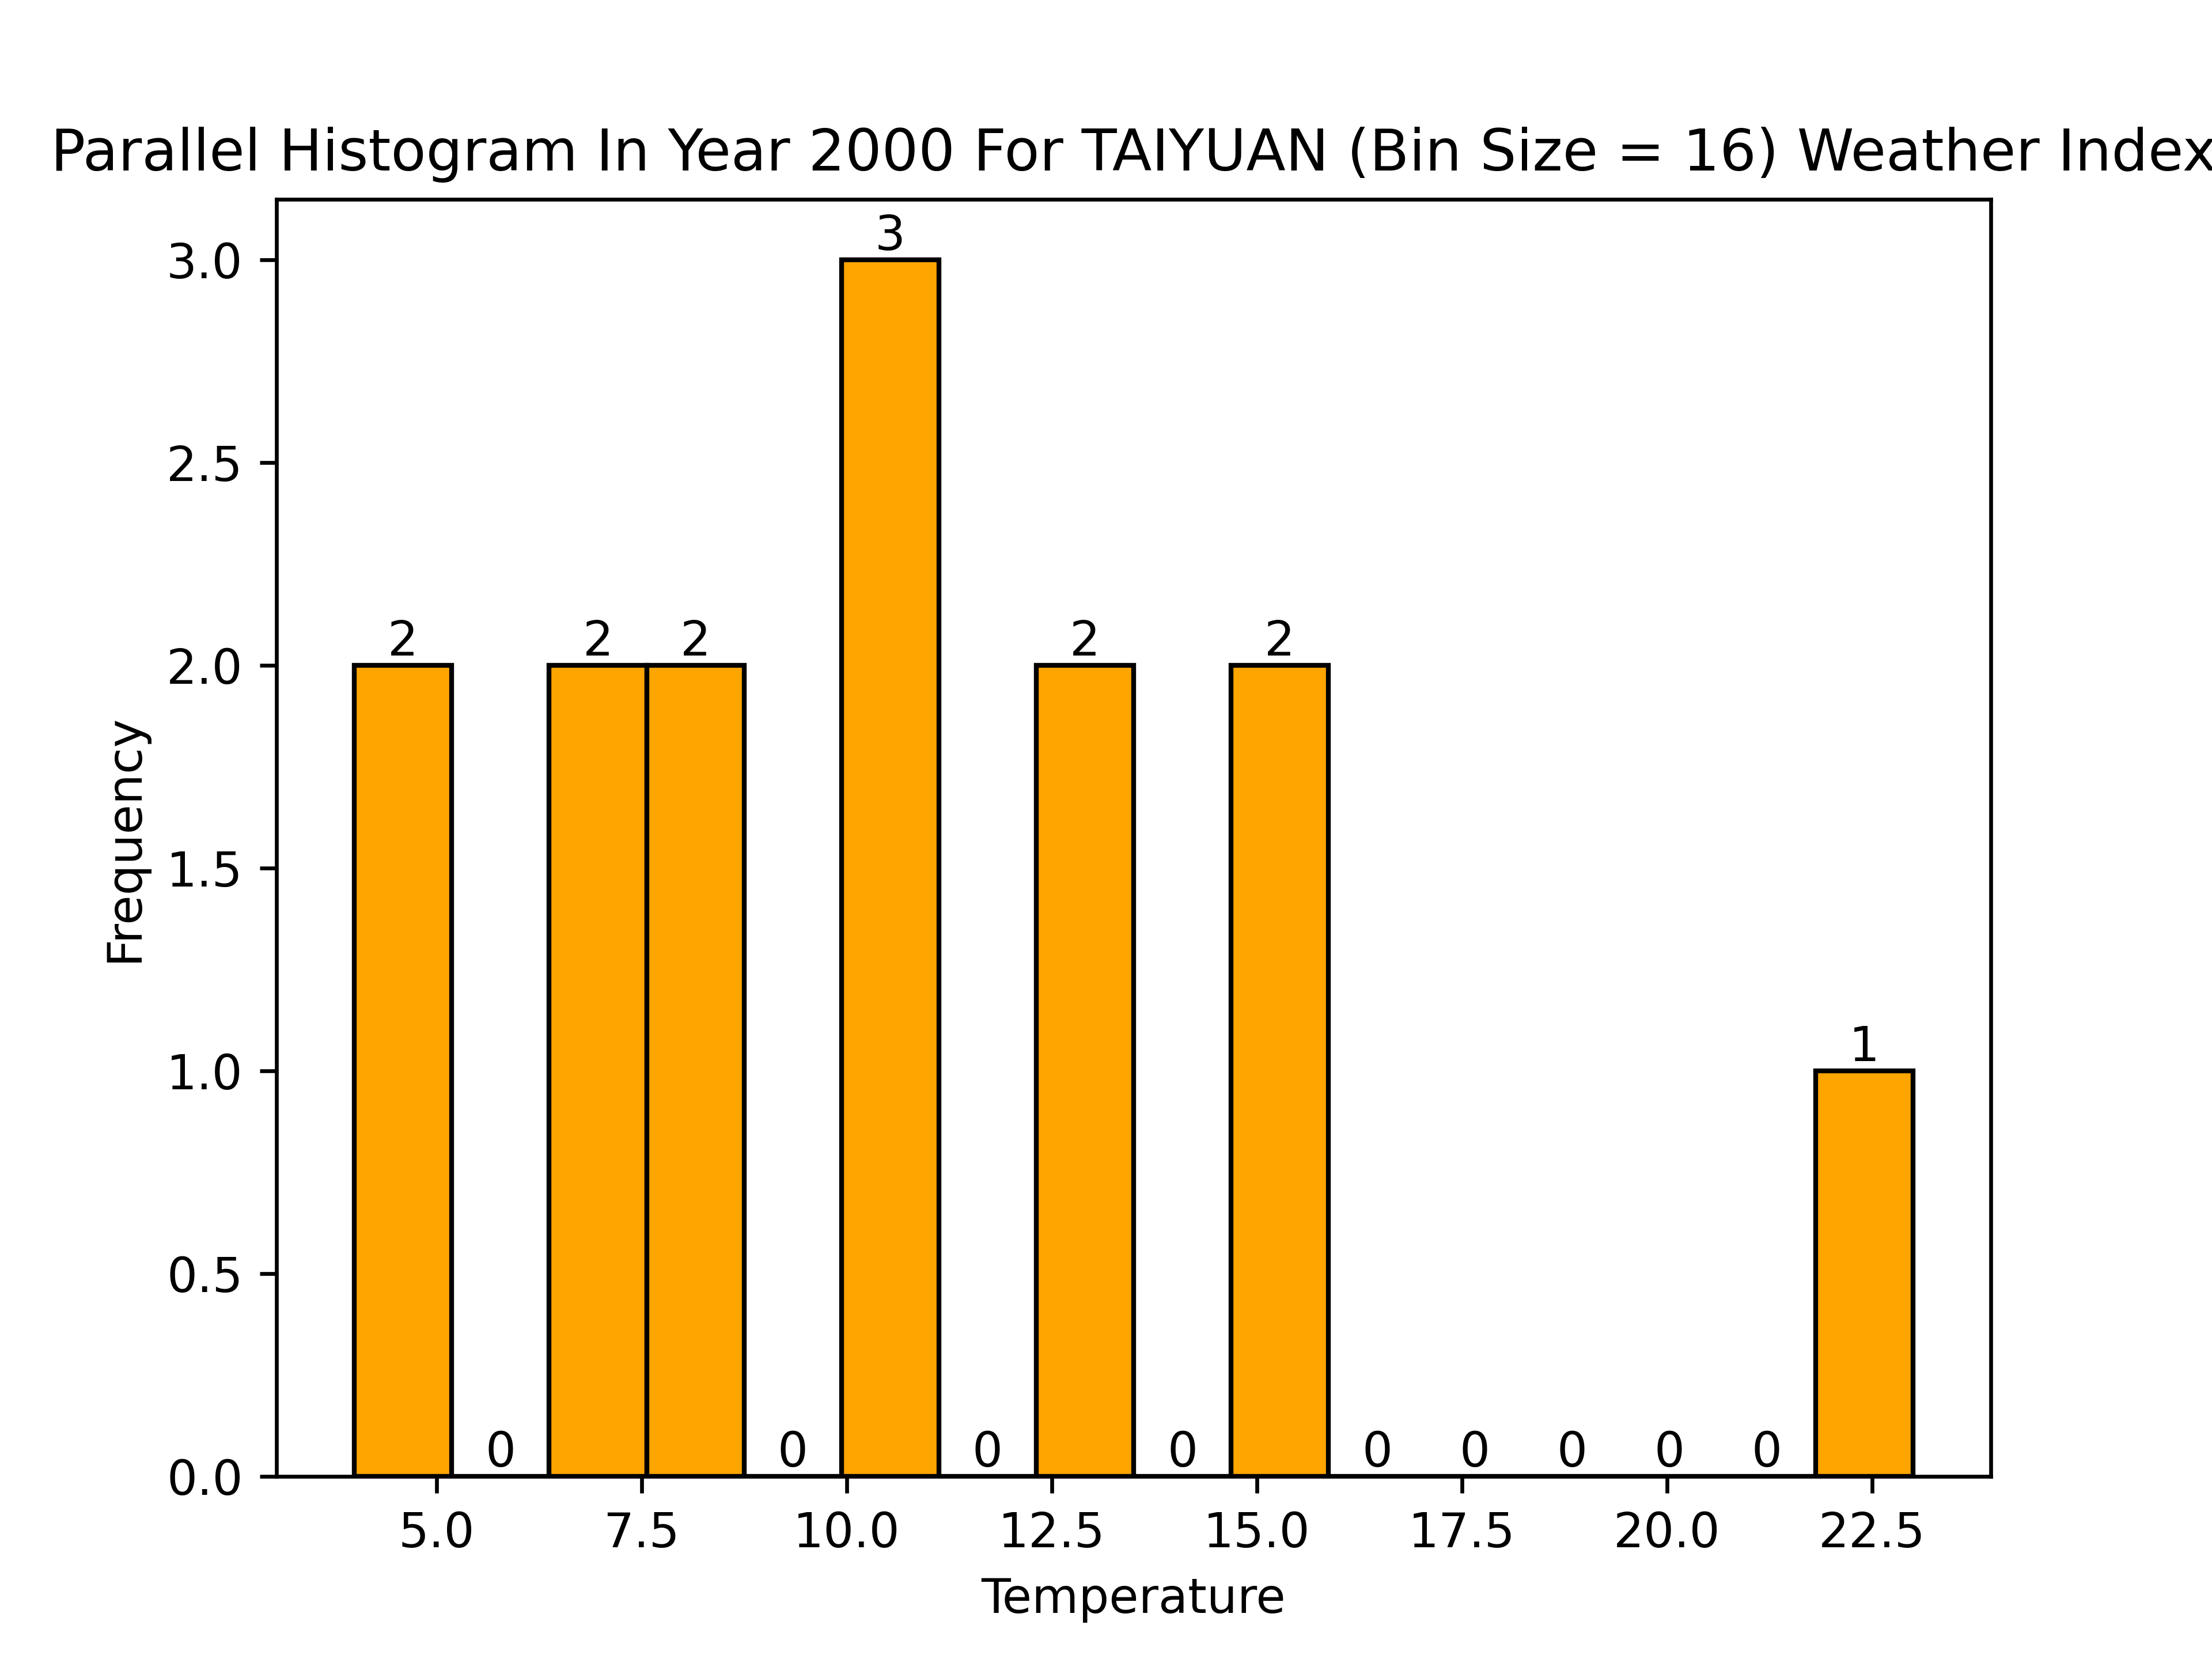 Parallel Histogram In Year 2000 For TAIYUAN (Bin Size = 16) Weather Index
3
3.0
2.5
2 2 2 2 2
2.0
1.5
1
1.0
0.5
0 0 0 0 0 0 0 0 0
0.0
5.0 7.5 10.0 12.5 15.0 17.5 20.0 22.5
Frequency
Temperature